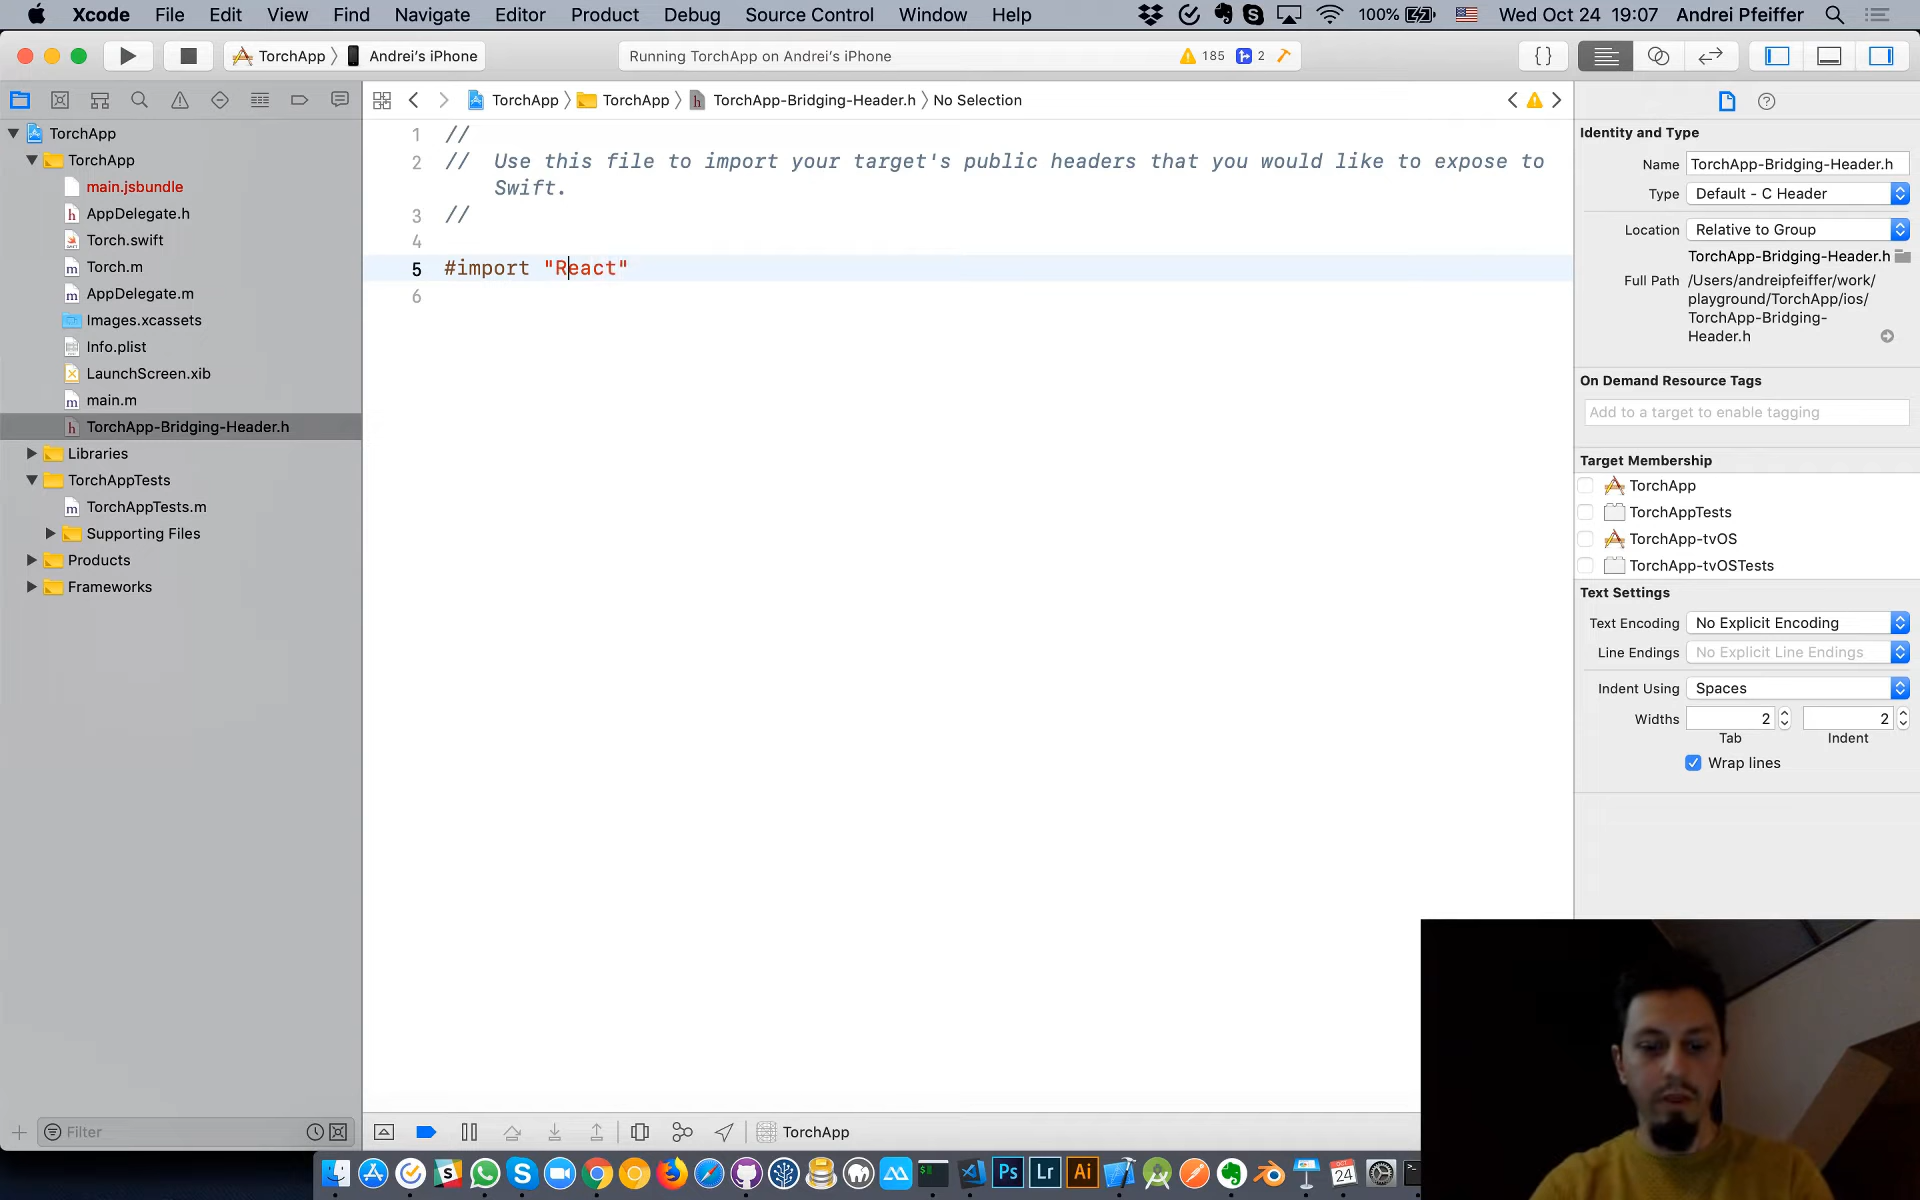 Xcode File Edit View Find Navigate Editor Product Debug Source Control Window Help 100% Wed Oct 24 19:07 Andrei Pfeiffer
TorchApp Andrei's iPhone Running TorchApp on Andrei's iPhone 185 2 { }
TorchApp TorchApp h TorchApp-Bridging-Header.h No Selection
TorchApp
TorchApp
main.jsbundle
h AppDelegate.h
Torch.swift
m Torch.m
m AppDelegate.m
Images.xcassets
Info.plist
LaunchScreen.xib
m main.m
h TorchApp-Bridging-Header.h
Libraries
TorchAppTests
m TorchAppTests.m
Supporting Files
Products
Frameworks
Filter
1 //
2 // Use this file to import your target's public headers that you would like to expose to
Swift.
3 //
4
5 #import "React"
6
TorchApp
Identity and Type
Name TorchApp-Bridging-Header.h
Type Default - C Header
Location Relative to Group
TorchApp-Bridging-Header.h
Full Path /Users/andreipfeiffer/work/
playground/TorchApp/ios/
TorchApp-Bridging-
Header.h
On Demand Resource Tags
Add to a target to enable tagging
Target Membership
TorchApp
TorchAppTests
TorchApp-tvOS
TorchApp-tvOSTests
Text Settings
Text Encoding No Explicit Encoding
Line Endings No Explicit Line Endings
Indent Using Spaces
Widths 2 2
Tab Indent
Wrap lines
Ps Lr Ai 24